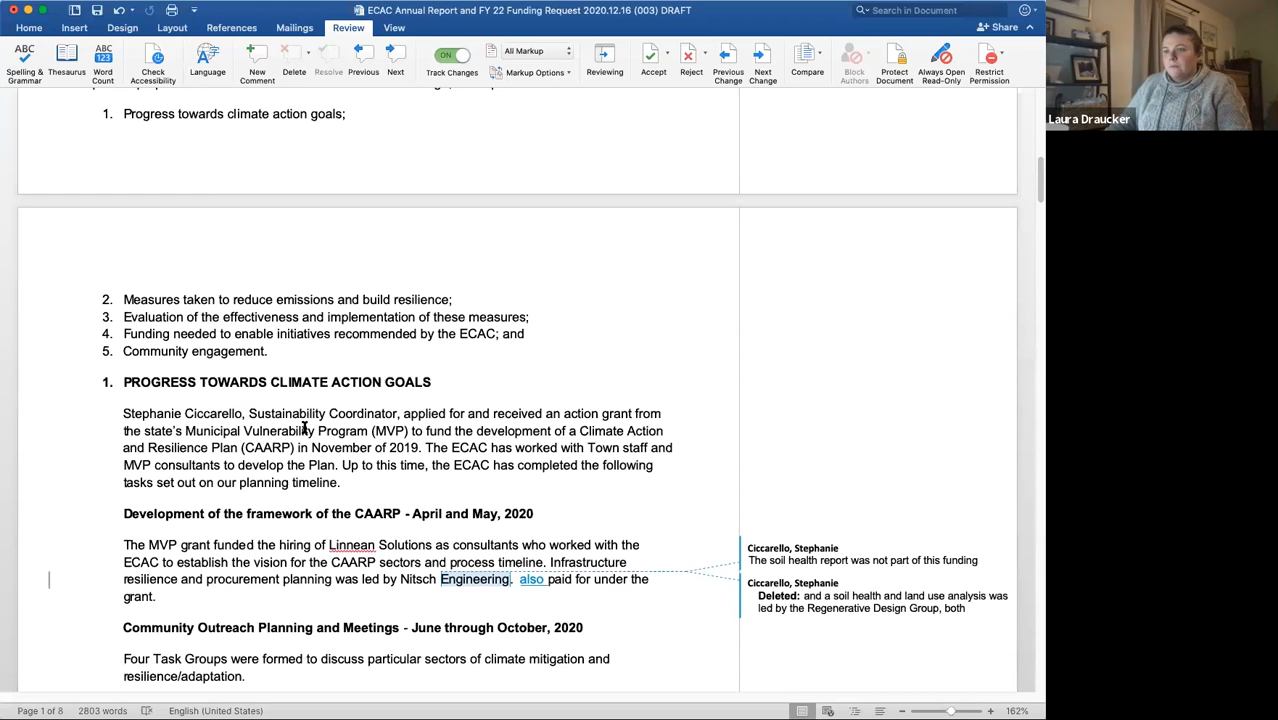 ECAC Annual Report and FY 22 Funding Request 2020.12.16 (003) DRAFT
Search in Document
Home Insert Design Layout References Mailings Review View
Share
ABC
ABC
123
ON
All Markup
Spelling & Grammar
Thesaurus
Word Count
Check Accessibility
Language
New Comment
Delete
Resolve
Previous
Next
Track Changes
Markup Options
Reviewing
Accept
Reject
Previous Change
Next Change
Compare
Block Authors
Protect Document
Always Open Read-Only
Restrict Permission
Laura Draucker
1. Progress towards climate action goals;
2. Measures taken to reduce emissions and build resilience;
3. Evaluation of the effectiveness and implementation of these measures;
4. Funding needed to enable initiatives recommended by the ECAC; and
5. Community engagement.
1. PROGRESS TOWARDS CLIMATE ACTION GOALS
Stephanie Ciccarello, Sustainability Coordinator, applied for and received an action grant from
the state's Municipal Vulnerability Program (MVP) to fund the development of a Climate Action
and Resilience Plan (CAARP) in November of 2019. The ECAC has worked with Town staff and
MVP consultants to develop the Plan. Up to this time, the ECAC has completed the following
tasks set out on our planning timeline.
Development of the framework of the CAARP - April and May, 2020
The MVP grant funded the hiring of Linnean Solutions as consultants who worked with the
ECAC to establish the vision for the CAARP sectors and process timeline. Infrastructure
resilience and procurement planning was led by Nitsch Engineering. also paid for under the
grant.
Community Outreach Planning and Meetings - June through October, 2020
Four Task Groups were formed to discuss particular sectors of climate mitigation and
resilience/adaptation.
Ciccarello, Stephanie
The soil health report was not part of this funding
Ciccarello, Stephanie
Deleted: and a soil health and land use analysis was
led by the Regenerative Design Group, both
Page 1 of 8 2803 words English (United States) 162%